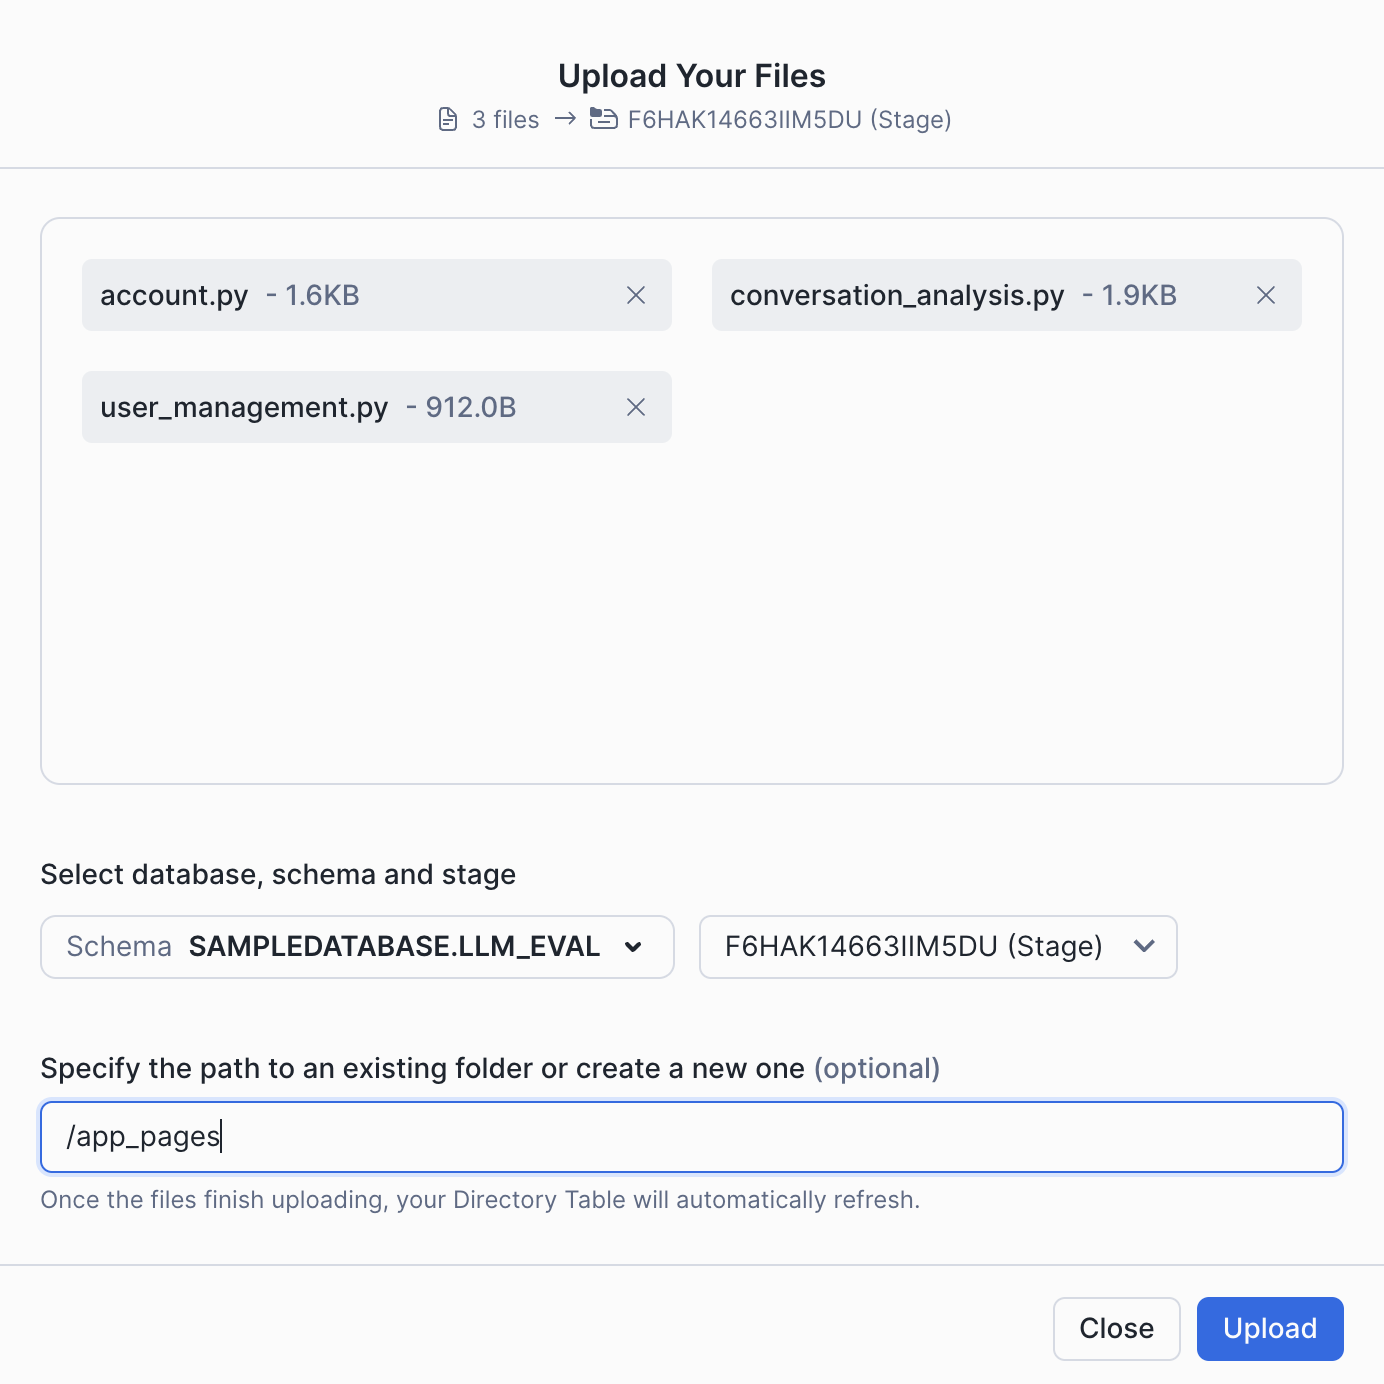 Upload Your Files
3 files → F6HAK14663IIM5DU (Stage)
account.py - 1.6KB
conversation_analysis.py - 1.9KB
user_management.py - 912.0B
Select database, schema and stage
Schema SAMPLEDATABASE.LLM_EVAL
F6HAK14663IIM5DU (Stage)
Specify the path to an existing folder or create a new one (optional)
/app_pages
Once the files finish uploading, your Directory Table will automatically refresh.
Close Upload